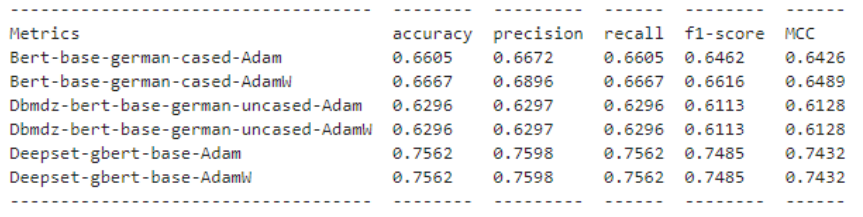 ---------------------------------- -------- --------- ------ -------- ------
Metrics accuracy precision recall f1-score MCC
Bert-base-german-cased-Adam 0.6605 0.6672 0.6605 0.6462 0.6426
Bert-base-german-cased-AdamW 0.6667 0.6896 0.6667 0.6616 0.6489
Dbmdz-bert-base-german-uncased-Adam 0.6296 0.6297 0.6296 0.6113 0.6128
Dbmdz-bert-base-german-uncased-AdamW 0.6296 0.6297 0.6296 0.6113 0.6128
Deepset-gbert-base-Adam 0.7562 0.7598 0.7562 0.7485 0.7432
Deepset-gbert-base-AdamW 0.7562 0.7598 0.7562 0.7485 0.7432
---------------------------------- -------- --------- ------ -------- ------